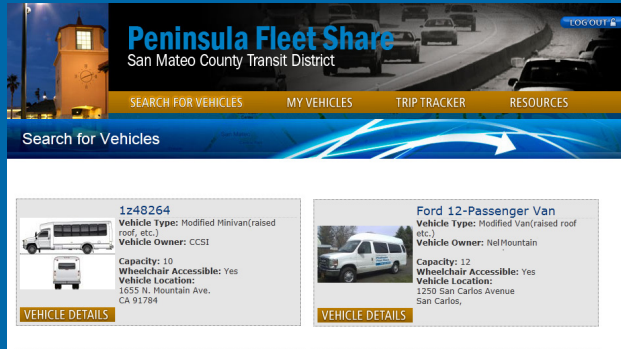 LOG OUT
Peninsula Fleet Share
San Mateo County Transit District
SEARCH FOR VEHICLES MY VEHICLES TRIP TRACKER RESOURCES
Search for Vehicles
1z48264
Vehicle Type: Modified Minivan(raised
roof, etc.)
Vehicle Owner: CCSI
Capacity: 10
Wheelchair Accessible: Yes
Vehicle Location:
1655 N. Mountain Ave.
CA 91784
VEHICLE DETAILS
Ford 12-Passenger Van
Vehicle Type: Modified Van(raised roof
etc.)
Vehicle Owner: Nel Mountain
Capacity: 12
Wheelchair Accessible: Yes
Vehicle Location:
1250 San Carlos Avenue
San Carlos,
VEHICLE DETAILS